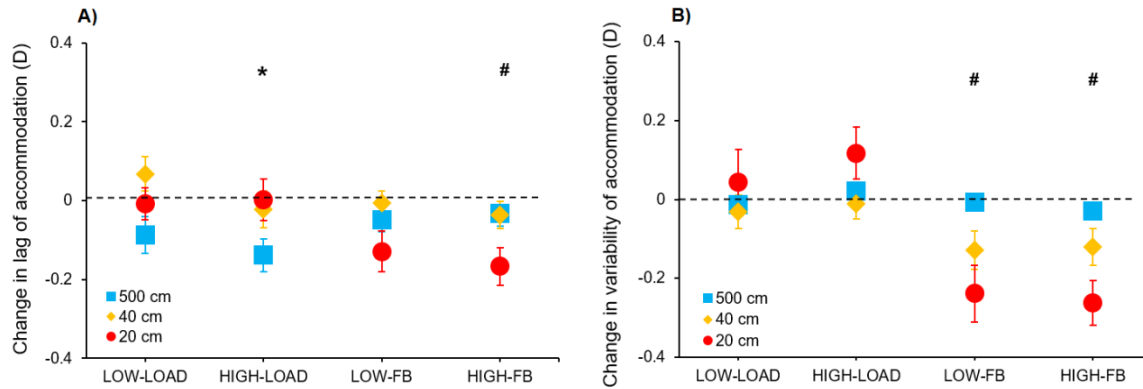 A)
Change in lag of accommodation (D)
0.4
0.2
0
-0.2
-0.4
*
#
500 cm
40 cm
20 cm
LOW-LOAD HIGH-LOAD LOW-FB HIGH-FB
B)
Change in variability of accommodation (D)
0.4
0.2
0
-0.2
-0.4
# #
500 cm
40 cm
20 cm
LOW-LOAD HIGH-LOAD LOW-FB HIGH-FB